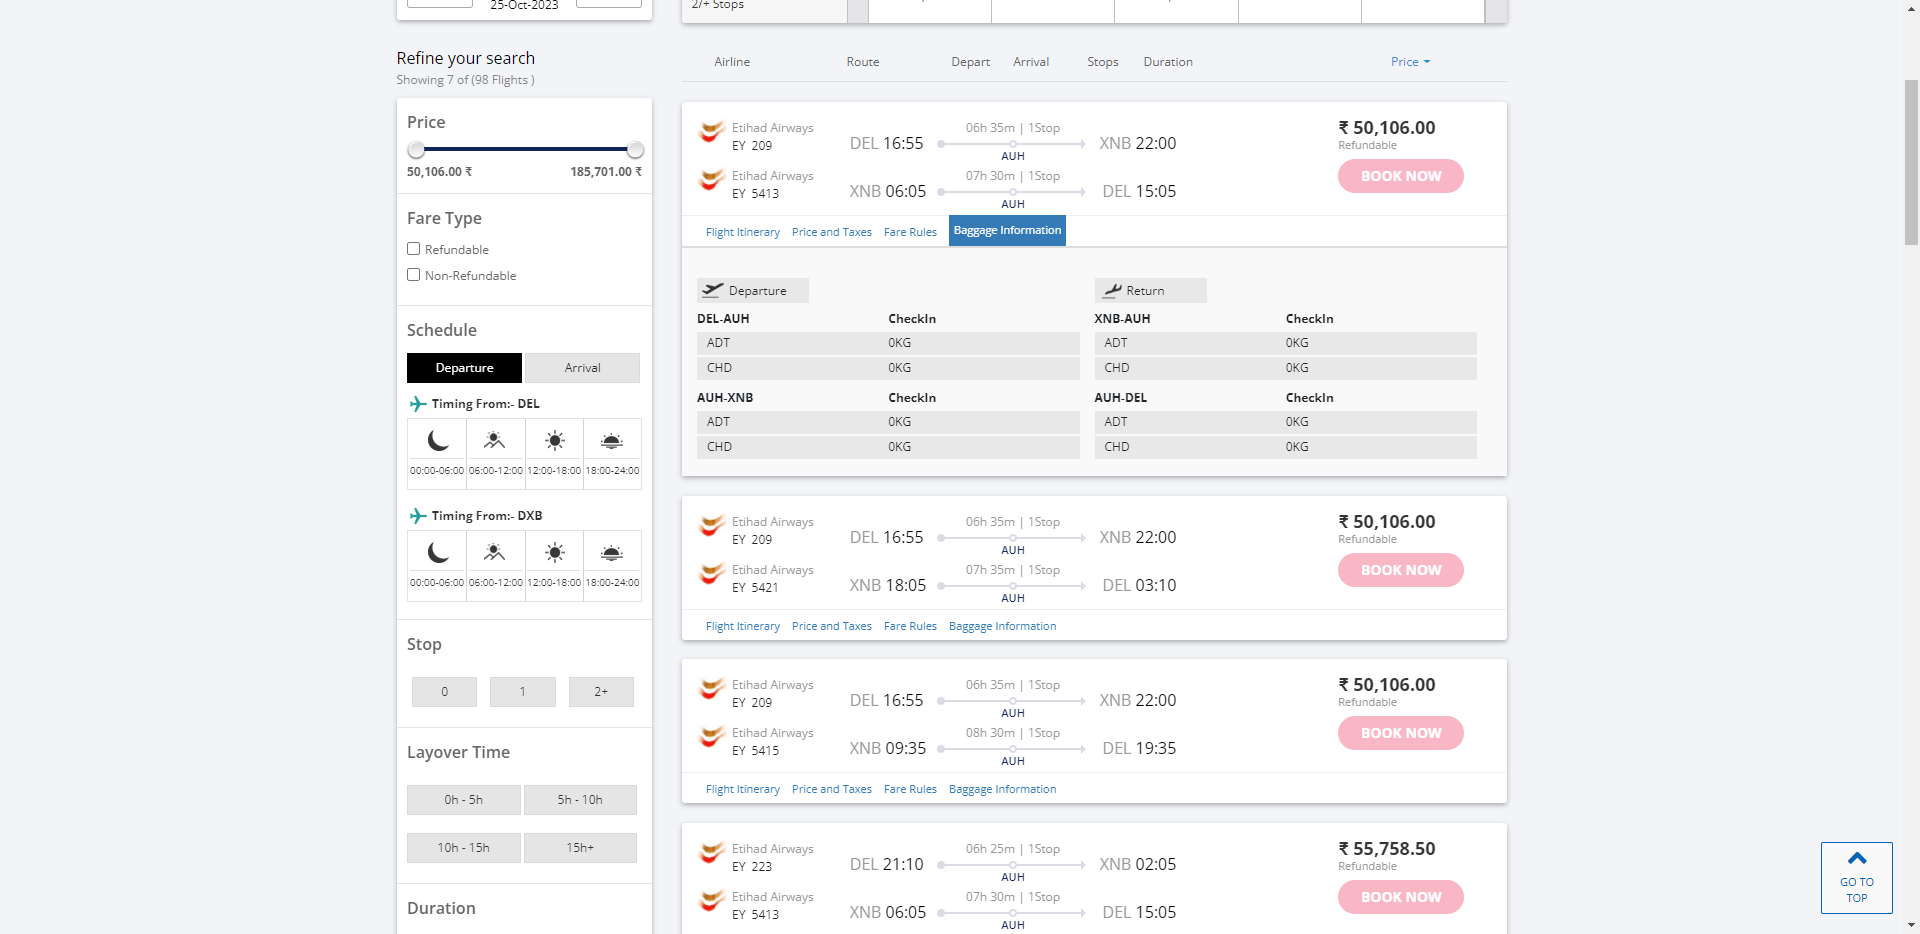 25-Oct-2023
2/+ Stops
Refine your search
Showing 7 of (98 Flights )
Price
50,106.00 ₹ 185,701.00 ₹
Fare Type
Refundable
Non-Refundable
Schedule
Departure Arrival
Timing From:- DEL
00:00-06:00 06:00-12:00 12:00-18:00 18:00-24:00
Timing From:- DXB
00:00-06:00 06:00-12:00 12:00-18:00 18:00-24:00
Stop
0 1 2+
Layover Time
0h - 5h 5h - 10h
10h - 15h 15h+
Duration
Airline Route Depart Arrival Stops Duration Price
Etihad Airways
EY 209
DEL 16:55
06h 35m | 1Stop
AUH
XNB 22:00
Etihad Airways
EY 5413
XNB 06:05
07h 30m | 1Stop
AUH
DEL 15:05
₹ 50,106.00
Refundable
BOOK NOW
Flight Itinerary Price and Taxes Fare Rules Baggage Information
Departure
DEL-AUH CheckIn
ADT 0KG
CHD 0KG
AUH-XNB CheckIn
ADT 0KG
CHD 0KG
Return
XNB-AUH CheckIn
ADT 0KG
CHD 0KG
AUH-DEL CheckIn
ADT 0KG
CHD 0KG
Etihad Airways
EY 209
DEL 16:55
06h 35m | 1Stop
AUH
XNB 22:00
Etihad Airways
EY 5421
XNB 18:05
07h 35m | 1Stop
AUH
DEL 03:10
₹ 50,106.00
Refundable
BOOK NOW
Flight Itinerary Price and Taxes Fare Rules Baggage Information
Etihad Airways
EY 209
DEL 16:55
06h 35m | 1Stop
AUH
XNB 22:00
Etihad Airways
EY 5415
XNB 09:35
08h 30m | 1Stop
AUH
DEL 19:35
₹ 50,106.00
Refundable
BOOK NOW
Flight Itinerary Price and Taxes Fare Rules Baggage Information
Etihad Airways
EY 223
DEL 21:10
06h 25m | 1Stop
AUH
XNB 02:05
Etihad Airways
EY 5413
XNB 06:05
07h 30m | 1Stop
AUH
DEL 15:05
₹ 55,758.50
Refundable
BOOK NOW
GO TO
TOP